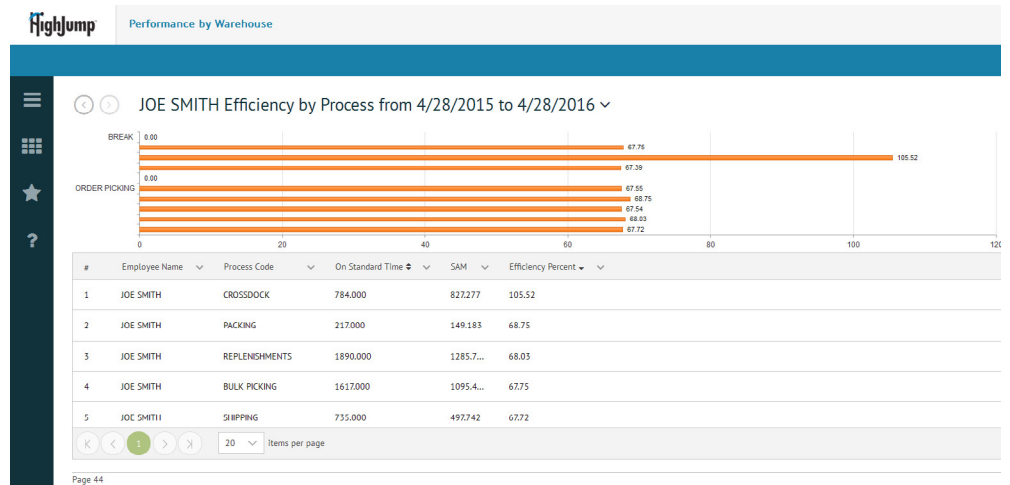 HighJump
Performance by Warehouse
JOE SMITH Efficiency by Process from 4/28/2015 to 4/28/2016
BREAK 0.00
67.75
105.52
67.39
0.00
ORDER PICKING 67.55
68.75
67.54
68.03
67.72
0 20 40 60 80 100 120
# Employee Name Process Code On Standard Time SAM Efficiency Percent
1 JOE SMITH CROSSDOCK 784.000 827.277 105.52
2 JOE SMITH PACKING 217.000 149.183 68.75
3 JOE SMITH REPLENISHMENTS 1890.000 1285.7... 68.03
4 JOE SMITH BULK PICKING 1617.000 1095.4... 67.75
5 JOE SMITH SHIPPING 735.000 497.742 67.72
1 20 items per page
Page 44